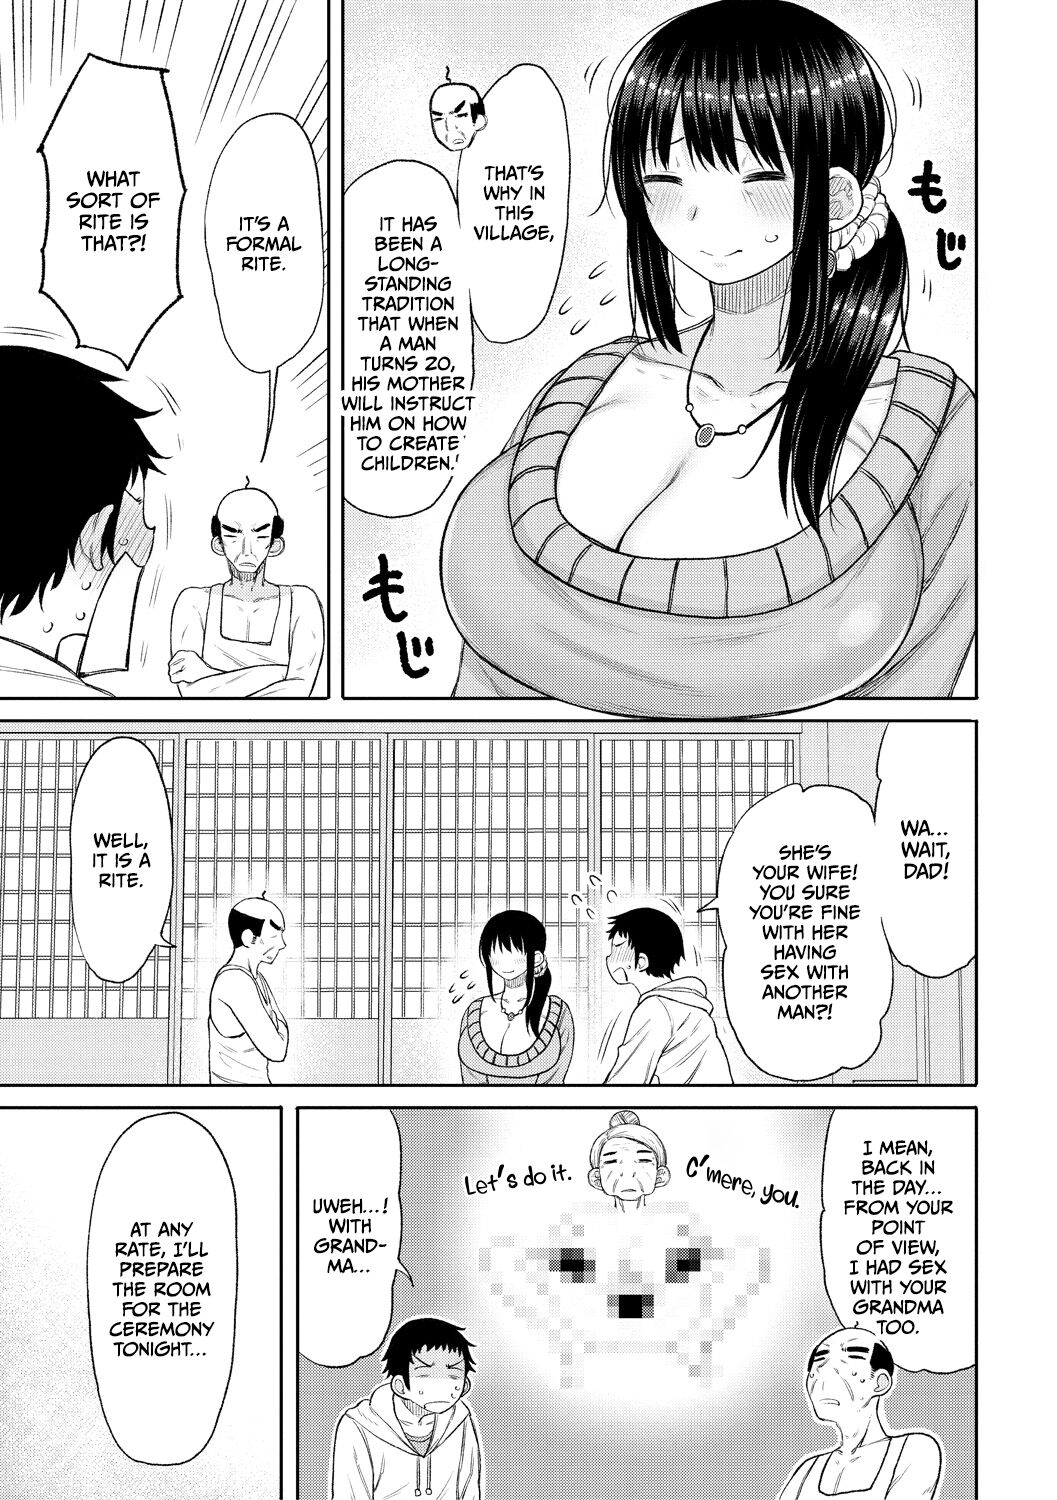 THAT'S
WHY IN
THIS
VILLAGE,
IT HAS
BEEN A
LONG-
STANDING
TRADITION
THAT WHEN
A MAN
TURNS 20,
HIS MOTHER
WILL INSTRUCT
HIM ON HOW
TO CREATE
CHILDREN.
もじ
もじ
IT'S A
FORMAL
RITE.
WHAT
SORT OF
RITE IS
THAT?!
WA...
WAIT,
DAD!
SHE'S
YOUR WIFE!
YOU SURE
YOU'RE FINE
WITH HER
HAVING
SEX WITH
ANOTHER
MAN?!
WELL,
IT IS A
RITE.
I MEAN,
BACK IN
THE DAY...
FROM YOUR
POINT
OF VIEW,
I HAD SEX
WITH YOUR
GRANDMA
TOO.
C'mere, you.
Let's do it.
UWEH...!
WITH
GRAND-
MA...
AT ANY
RATE, I'LL
PREPARE
THE ROOM
FOR THE
CEREMONY
TONIGHT...